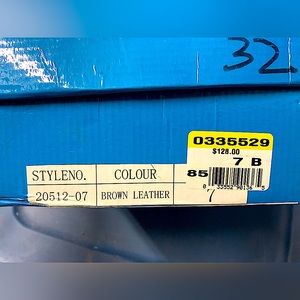 32
0335529
$128.00
7 B
85
STYLENO. COLOUR
20512-07 BROWN LEATHER
7